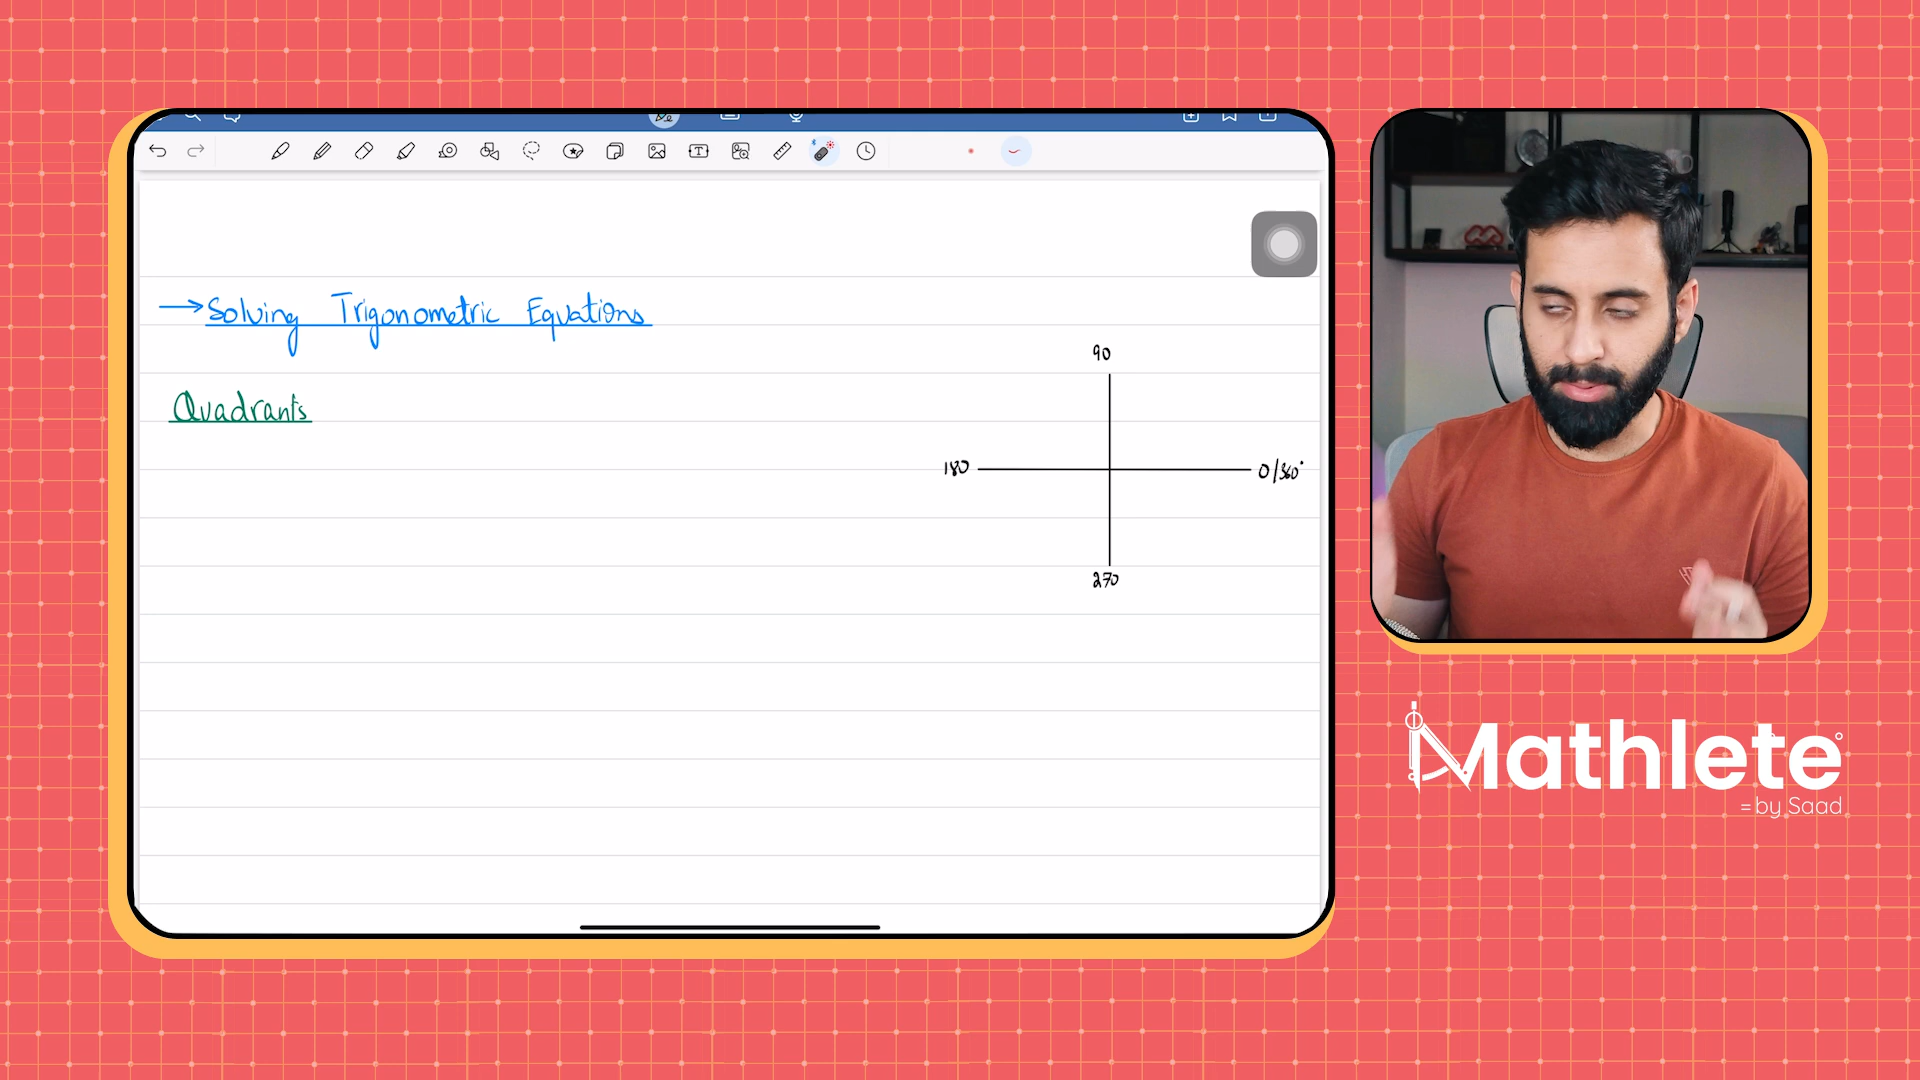 → Solving Trigonometric Equations
Quadrants
90
180
0/360°
270
Mathlete
= by Saad